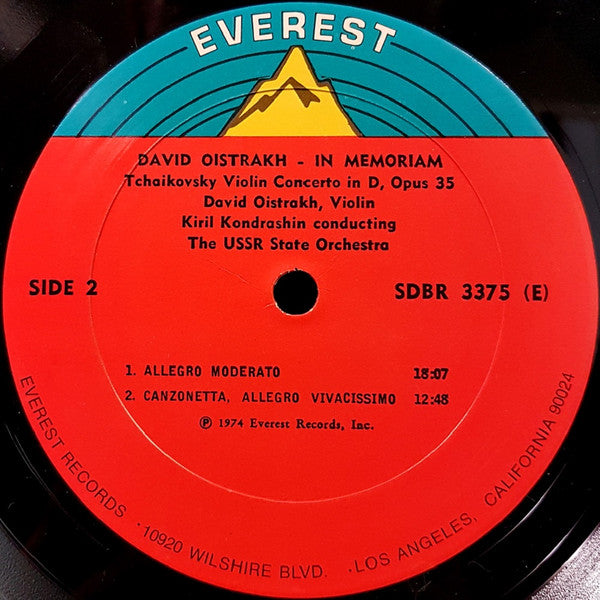 EVEREST
DAVID OISTRAKH - IN MEMORIAM
Tchaikovsky Violin Concerto in D, Opus 35
David Oistrakh, Violin
Kiril Kondrashin conducting
The USSR State Orchestra
SIDE 2
SDBR 3375 (E)
1. ALLEGRO MODERATO 18:07
2. CANZONETTA, ALLEGRO VIVACISSIMO 12:48
℗ 1974 Everest Records, Inc.
EVEREST RECORDS · 10920 WILSHIRE BLVD. · LOS ANGELES, CALIFORNIA 90024